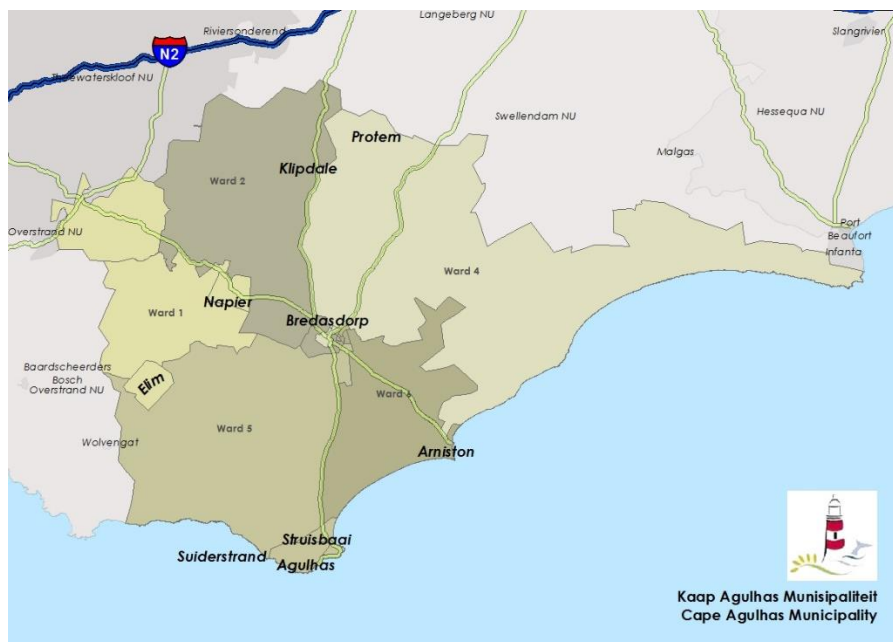 Riviersonderend
Langeberg NU
Slangrivier
N2
Theewaterskloof NU
Hessequa NU
Swellendam NU
Protem
Malgas
Klipdale
Ward 2
Port
Beaufort
Infanta
Overstrand NU
Ward 4
Napier
Ward 1
Bredasdorp
Baardscheerders
Bosch
Overstrand NU
Elim
Ward 6
Ward 5
Wolvengat
Arniston
Struisbaai
Suiderstrand
Agulhas
Kaap Agulhas Munisipaliteit
Cape Agulhas Municipality